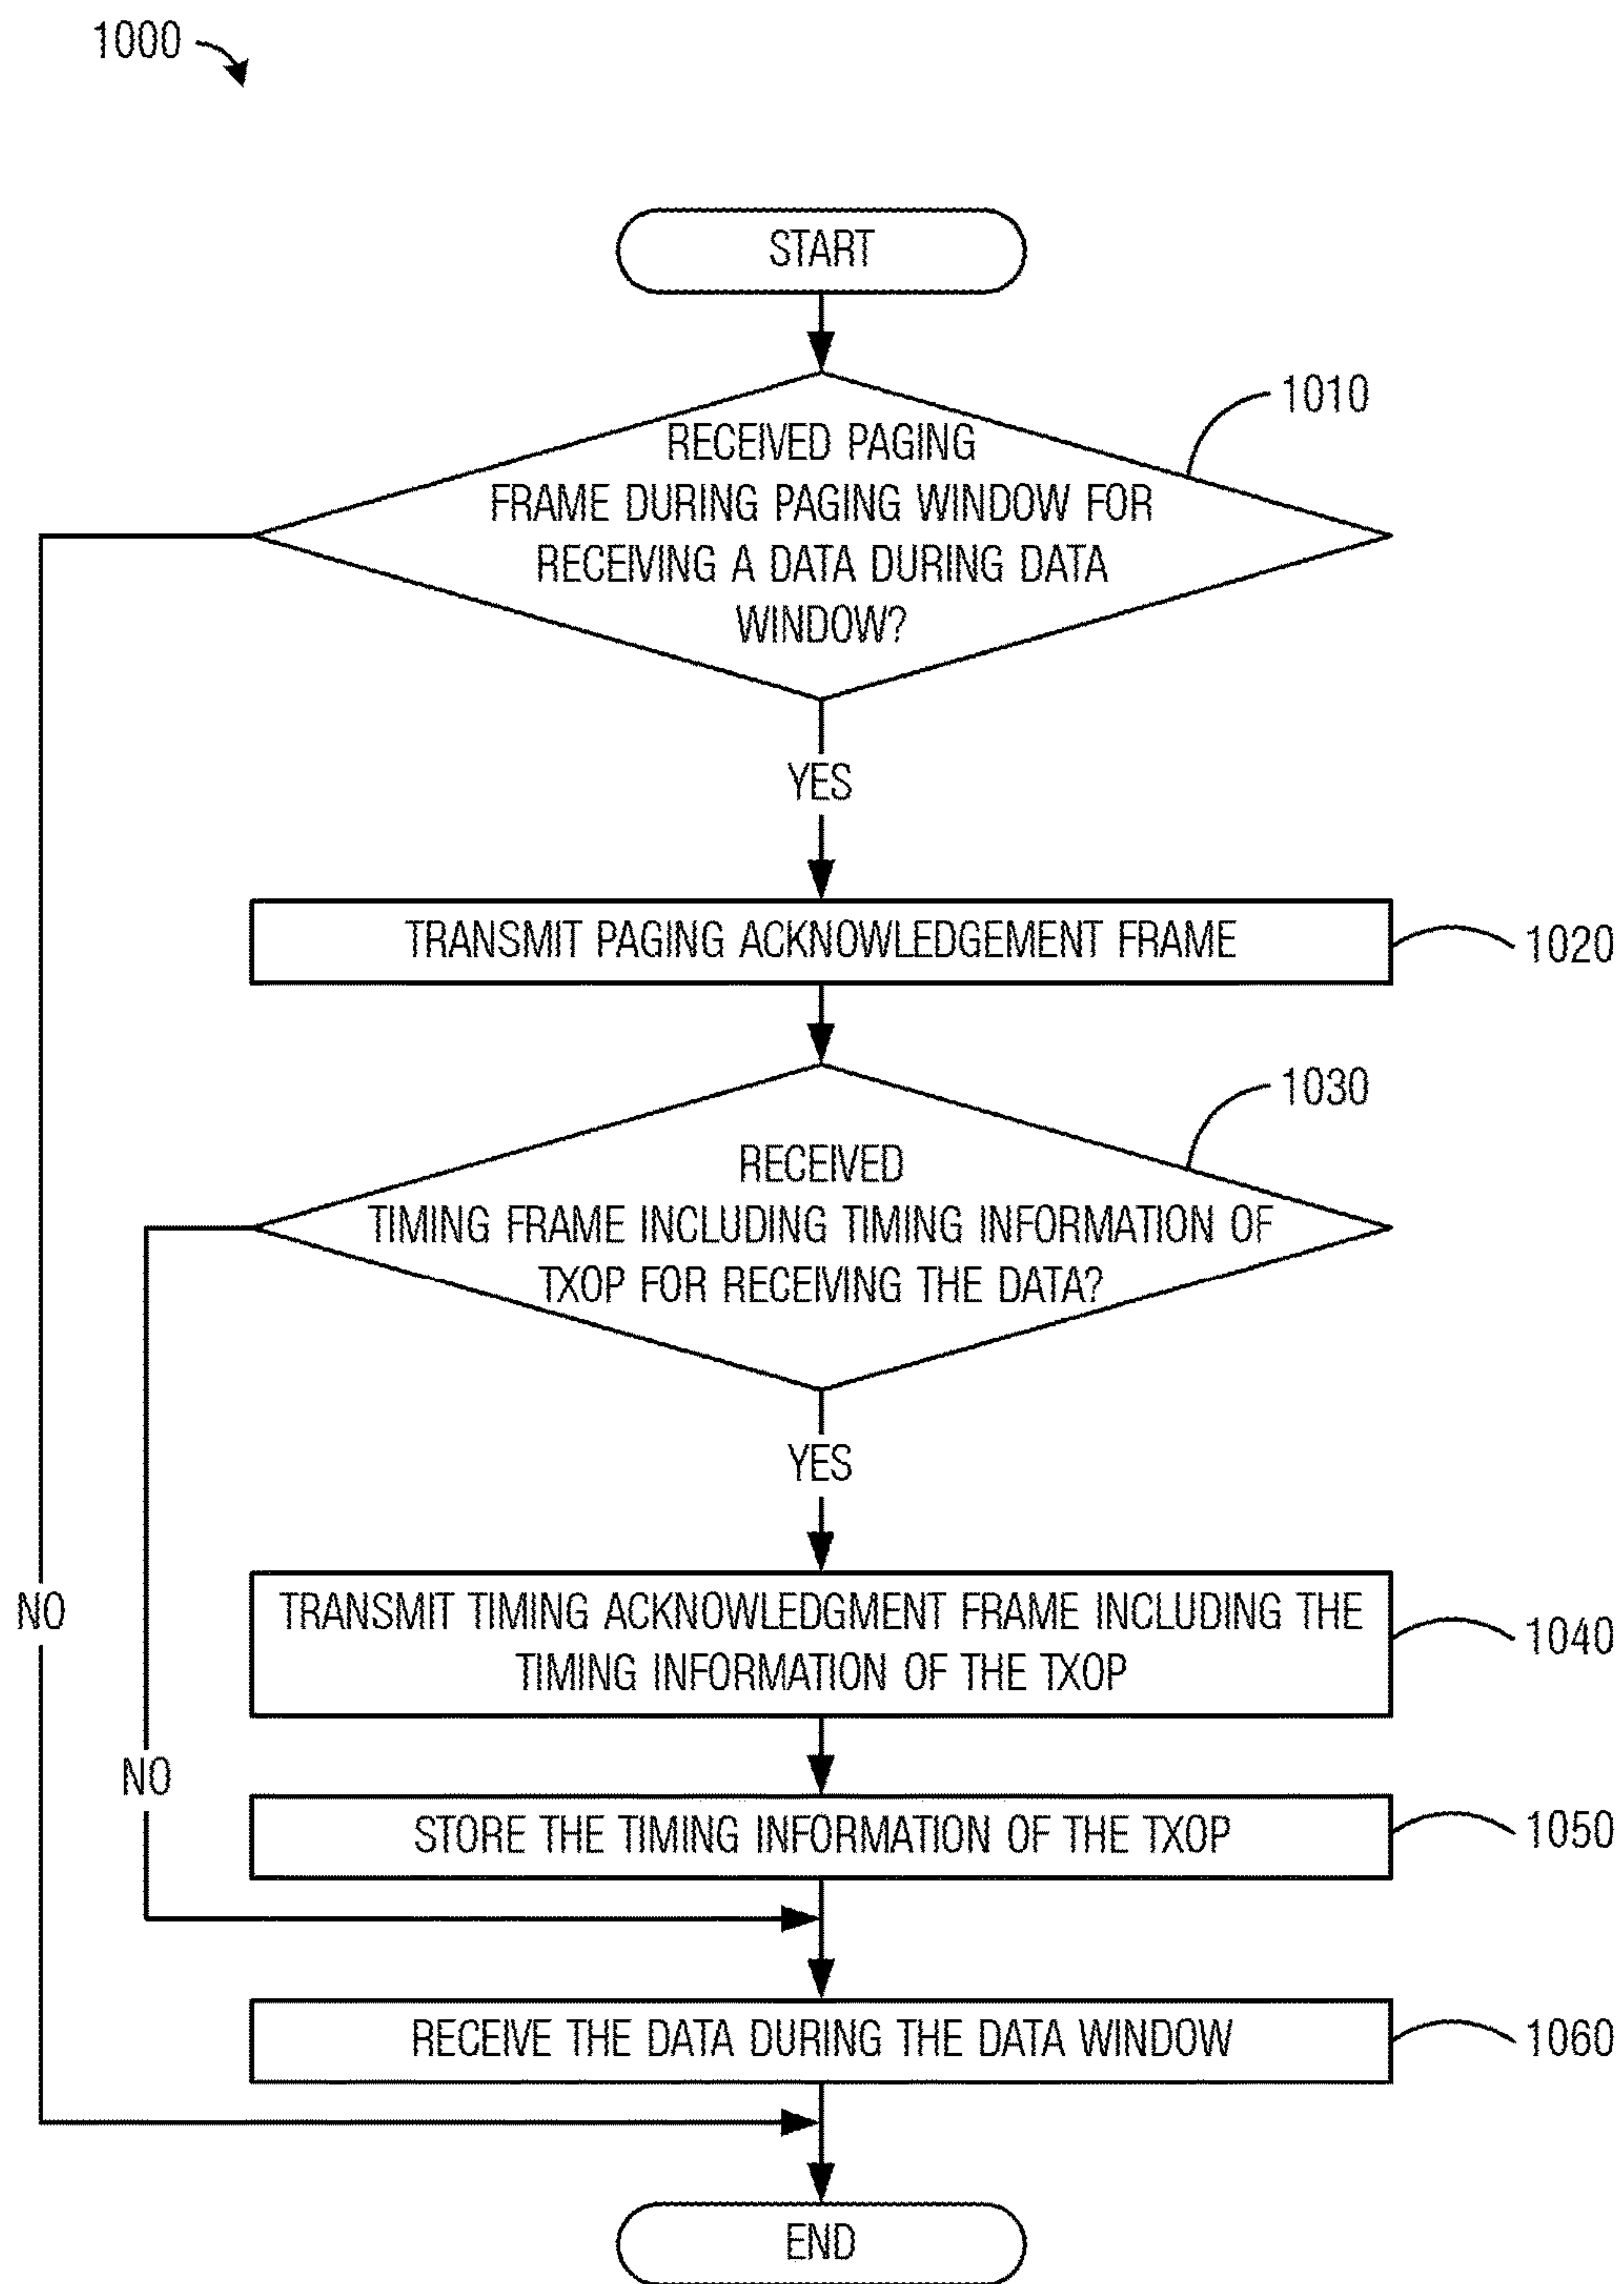 1000
START
1010
RECEIVED PAGING
FRAME DURING PAGING WINDOW FOR
RECEIVING A DATA DURING DATA
WINDOW?
YES
TRANSMIT PAGING ACKNOWLEDGEMENT FRAME
1020
1030
RECEIVED
TIMING FRAME INCLUDING TIMING INFORMATION OF
TXOP FOR RECEIVING THE DATA?
YES
TRANSMIT TIMING ACKNOWLEDGMENT FRAME INCLUDING THE
TIMING INFORMATION OF THE TXOP
1040
NO
NO
STORE THE TIMING INFORMATION OF THE TXOP
1050
RECEIVE THE DATA DURING THE DATA WINDOW
1060
END